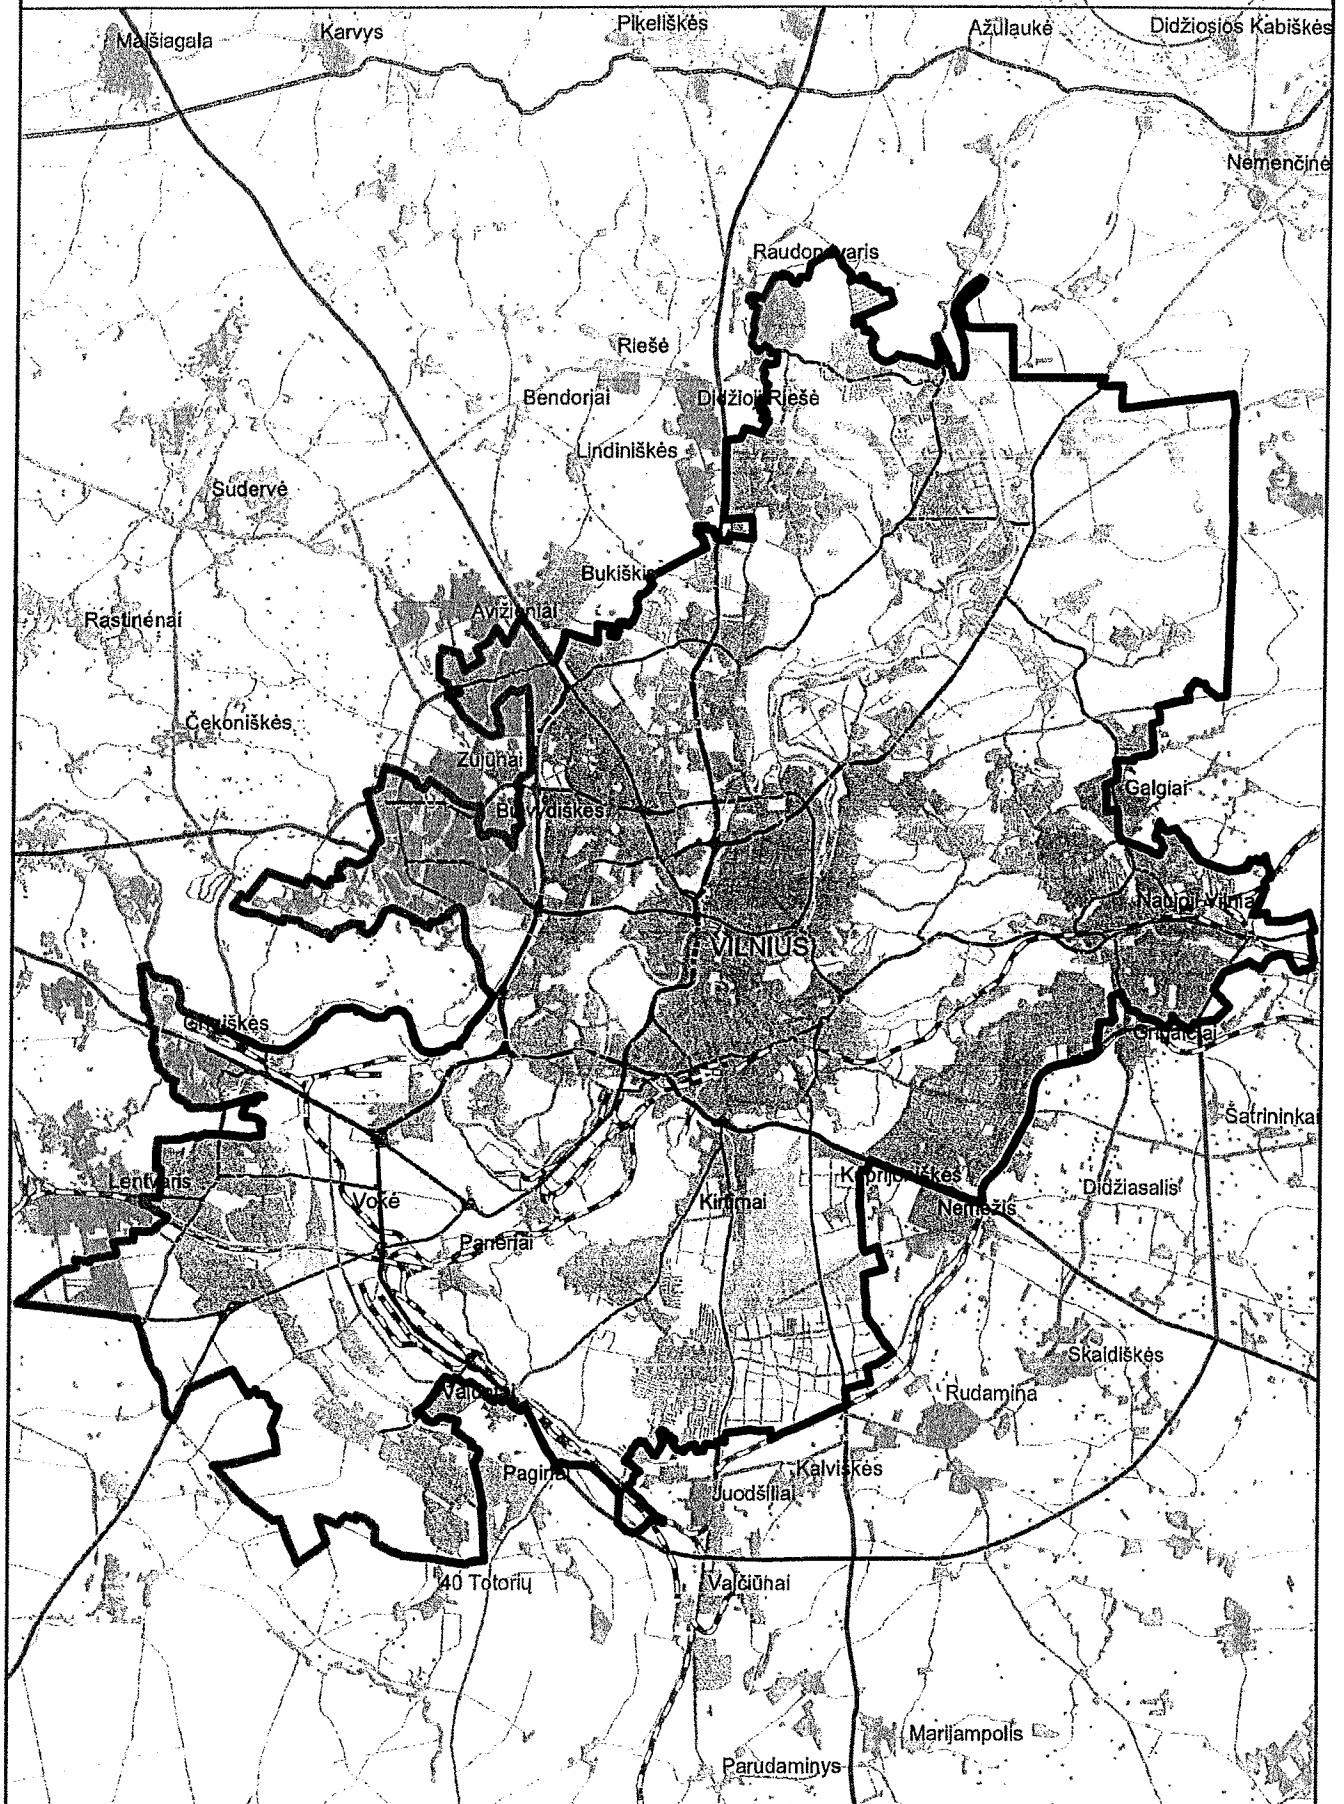 Pikeliškės
Ažulaukė
Didžiosios Kabiškės
Karvys
Maišiagala
Nemenčinė
Raudondvaris
Riešė
Bendoriai
Didžioji Riešė
Lindiniškės
Sudervė
Bukiškis
Avižieniai
Rastinėnai
Čekoniškės
Zujūnai
Galgiai
Buivydiškės
Naujoji Vilnia
VILNIUS
Grigiškės
Grigaičiai
Šatrininkai
Kuprijoniškės
Lentvaris
Didžiasalis
Vokė
Kirtimai
Nemėžis
Paneriai
Skaidiškės
Valčiūnai
Rudamina
Pagiriai
Kalviškės
Juodšiliai
40 Totorių
Marijampolis
Parudaminys